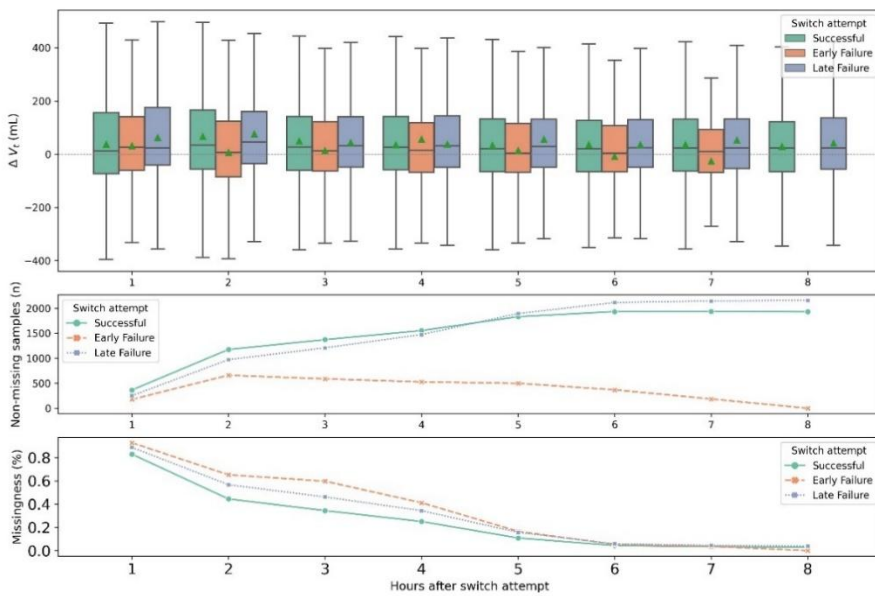 Δ Vt (mL)
400
200
0
−200
−400
Switch attempt
Successful
Early Failure
Late Failure
1 2 3 4 5 6 7 8
Non-missing samples (n)
2000
1500
1000
500
0
Switch attempt
Successful
Early Failure
Late Failure
1 2 3 4 5 6 7 8
Missingness (%)
0.8
0.6
0.4
0.2
0.0
Switch attempt
Successful
Early Failure
Late Failure
1 2 3 4 5 6 7 8
Hours after switch attempt